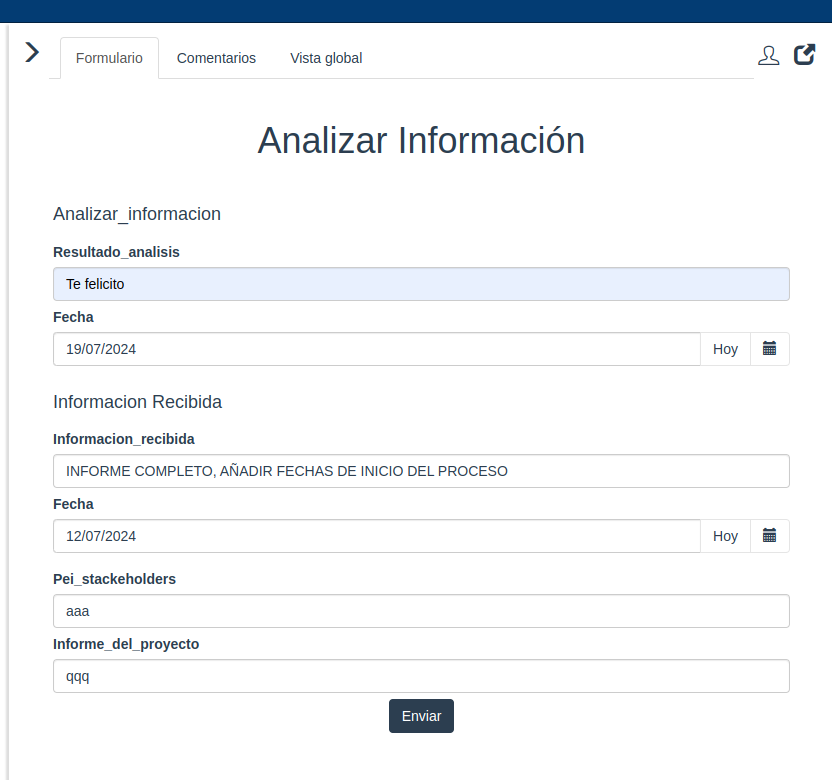 Formulario Comentarios Vista global
Analizar Información
Analizar_informacion
Resultado_analisis
Te felicito
Fecha
19/07/2024 Hoy
Informacion Recibida
Informacion_recibida
INFORME COMPLETO, AÑADIR FECHAS DE INICIO DEL PROCESO
Fecha
12/07/2024 Hoy
Pei_stackeholders
aaa
Informe_del_proyecto
qqq
Enviar